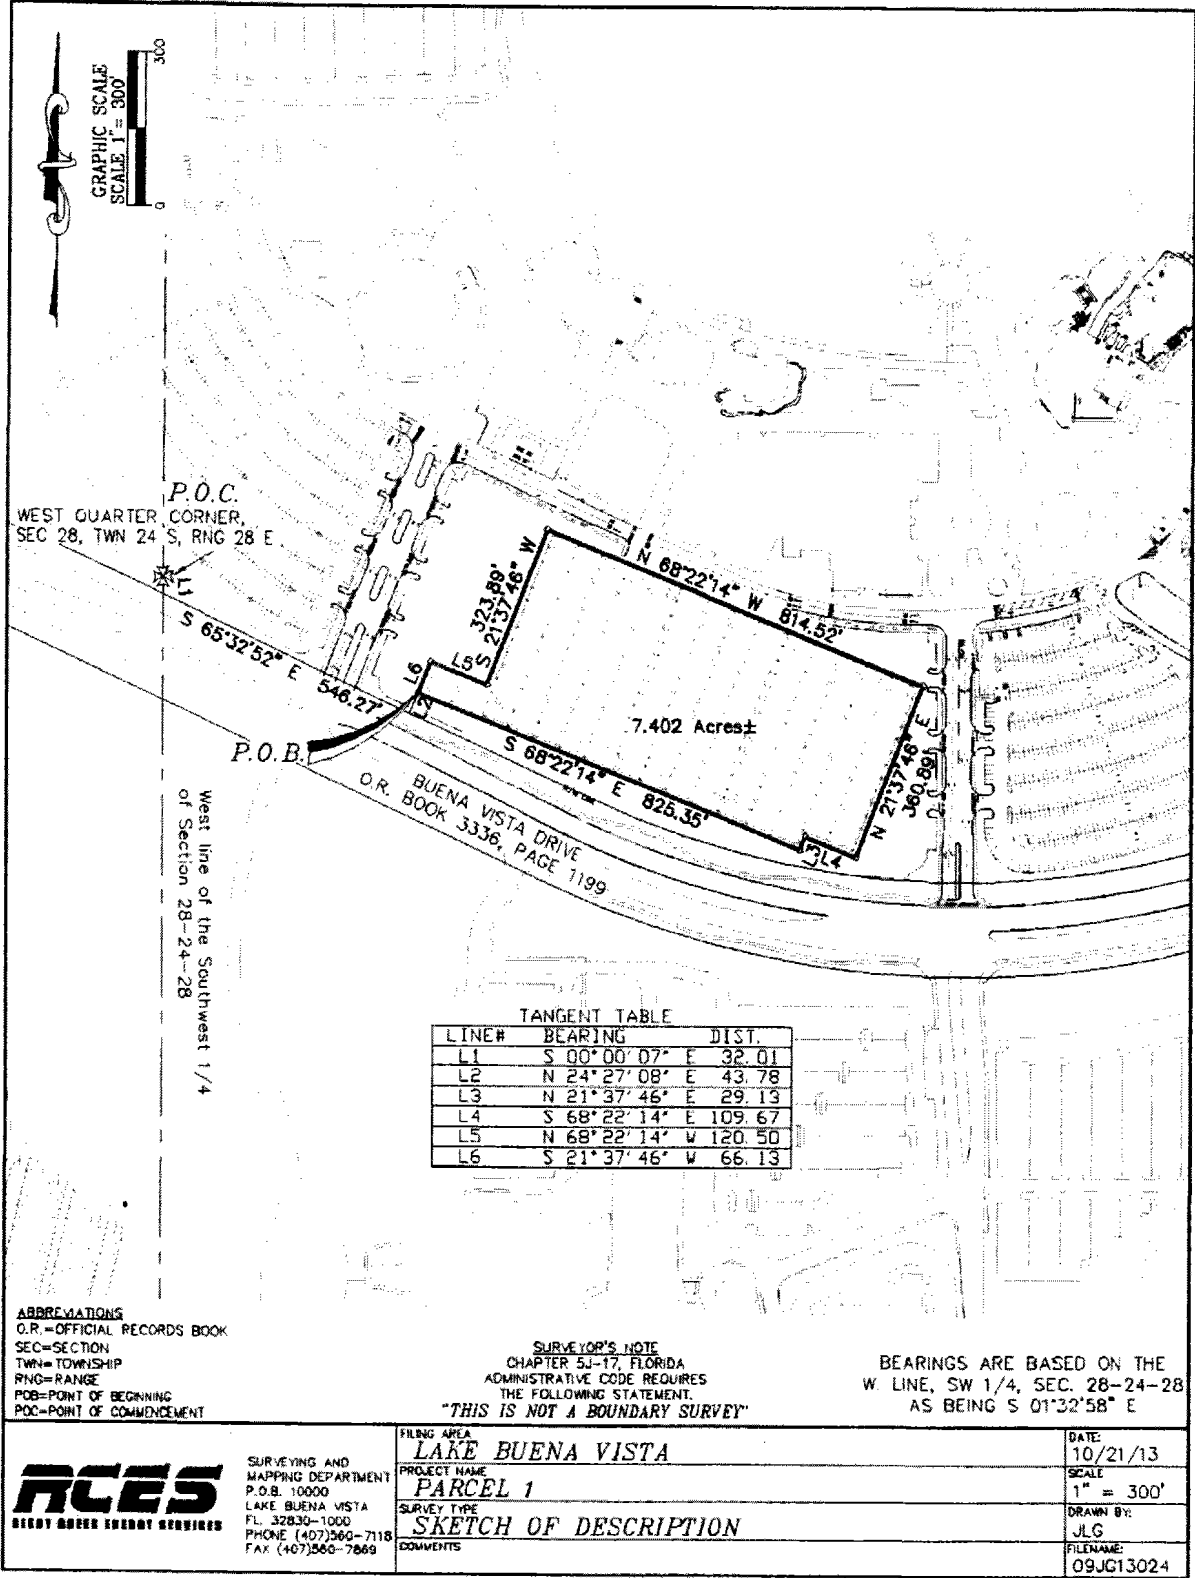 GRAPHIC SCALE
SCALE 1" = 300'
0
300
P.O.C.
WEST QUARTER CORNER,
SEC 28, TWN 24 S, RNG 28 E
L1
S 65°32'52" E 546.27'
P.O.B.
L6
L2
L5
323.89'
S 21°37'46" W
N 68°22'14" W 814.52'
7.402 Acres±
N 21°37'46" E
360.89'
S 68°22'14" E 825.35'
L3
L4
BUENA VISTA DRIVE
O.R. BOOK 3336, PAGE 1199
West line of the Southwest 1/4
of Section 28-24-28
TANGENT TABLE
LINE# BEARING DIST.
L1 S 00°00'07" E 32.01
L2 N 24°27'08" E 43.78
L3 N 21°37'46" E 29.13
L4 S 68°22'14" E 109.67
L5 N 68°22'14" W 120.50
L6 S 21°37'46" W 66.13
ABBREVIATIONS
O.R.=OFFICIAL RECORDS BOOK
SEC=SECTION
TWN=TOWNSHIP
RNG=RANGE
POB=POINT OF BEGINNING
POC=POINT OF COMMENCEMENT
SURVEYOR'S NOTE
CHAPTER 5J-17, FLORIDA
ADMINISTRATIVE CODE REQUIRES
THE FOLLOWING STATEMENT.
"THIS IS NOT A BOUNDARY SURVEY"
BEARINGS ARE BASED ON THE
W. LINE, SW 1/4, SEC. 28-24-28
AS BEING S 01°32'58" E
RCES
REEDY CREEK ENERGY SERVICES
SURVEYING AND
MAPPING DEPARTMENT
P.O.B. 10000
LAKE BUENA VISTA
FL. 32830-1000
PHONE (407)560-7118
FAX (407)560-7869
FILING AREA
LAKE BUENA VISTA
PROJECT NAME
PARCEL 1
SURVEY TYPE
SKETCH OF DESCRIPTION
COMMENTS
DATE:
10/21/13
SCALE
1" = 300'
DRAWN BY:
JLG
FILENAME:
09JG13024